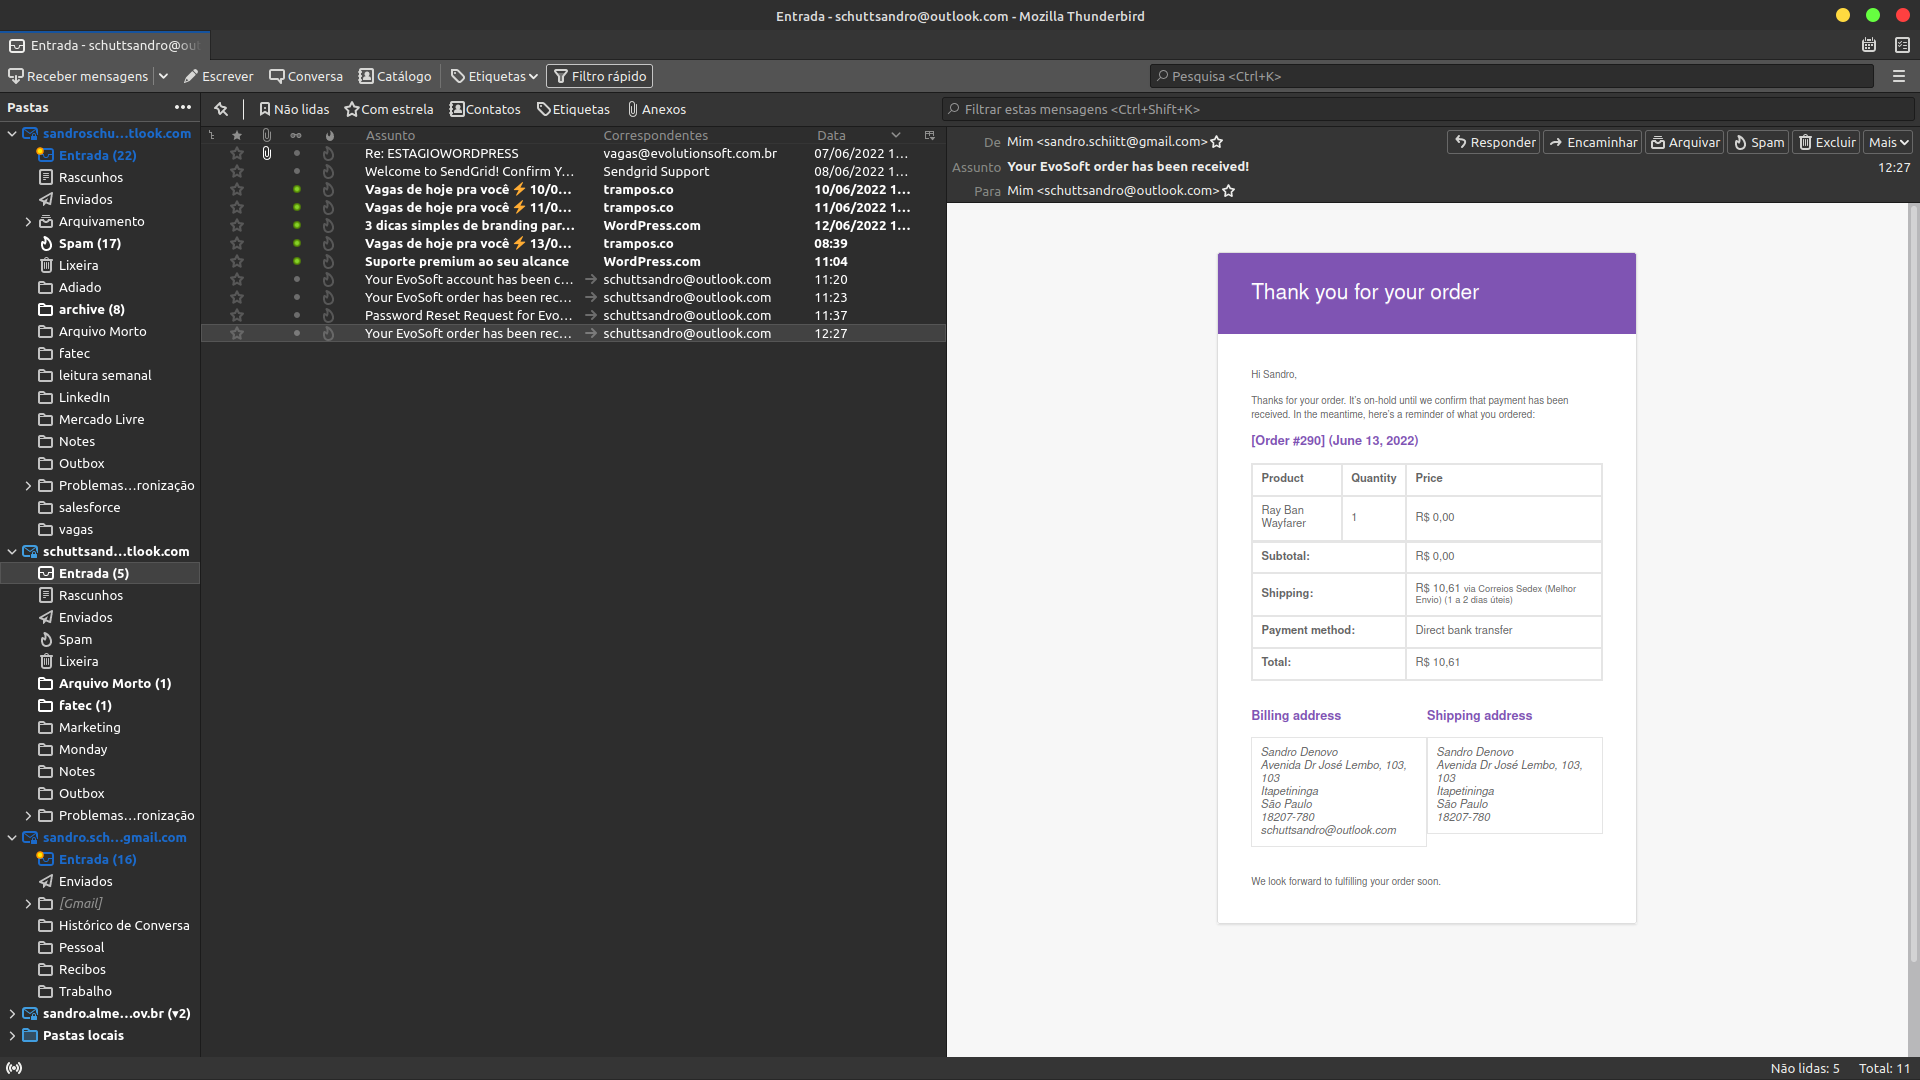 Entrada - schuttsandro@outlook.com - Mozilla Thunderbird
Entrada - schuttsandro@ou
Receber mensagens
Escrever
Conversa
Catálogo
Etiquetas
Filtro rápido
Pesquisa <Ctrl+K>
Pastas
Não lidas
Com estrela
Contatos
Etiquetas
Anexos
Filtrar estas mensagens <Ctrl+Shift+K>
sandroschu...tlook.com
Entrada (22)
Rascunhos
Enviados
Arquivamento
Spam (17)
Lixeira
Adiado
archive (8)
Arquivo Morto
fatec
leitura semanal
LinkedIn
Mercado Livre
Notes
Outbox
Problemas...ronização
salesforce
vagas
schuttsand...tlook.com
Entrada (5)
Rascunhos
Enviados
Spam
Lixeira
Arquivo Morto (1)
fatec (1)
Marketing
Monday
Notes
Outbox
Problemas...ronização
sandro.sch...gmail.com
Entrada (16)
Enviados
[Gmail]
Histórico de Conversa
Pessoal
Recibos
Trabalho
sandro.alme...ov.br (▾2)
Pastas locais
Assunto Correspondentes Data
Re: ESTAGIOWORDPRESS vagas@evolutionsoft.com.br 07/06/2022 1...
Welcome to SendGrid! Confirm Y... Sendgrid Support 08/06/2022 1...
Vagas de hoje pra você ⚡ 10/0... trampos.co 10/06/2022 1...
Vagas de hoje pra você ⚡ 11/0... trampos.co 11/06/2022 1...
3 dicas simples de branding par... WordPress.com 12/06/2022 1...
Vagas de hoje pra você ⚡ 13/0... trampos.co 08:39
Suporte premium ao seu alcance WordPress.com 11:04
Your EvoSoft account has been c... → schuttsandro@outlook.com 11:20
Your EvoSoft order has been rec... → schuttsandro@outlook.com 11:23
Password Reset Request for Evo... → schuttsandro@outlook.com 11:37
Your EvoSoft order has been rec... → schuttsandro@outlook.com 12:27
De Mim <sandro.schiitt@gmail.com>
Responder
Encaminhar
Arquivar
Spam
Excluir
Mais
Assunto Your EvoSoft order has been received! 12:27
Para Mim <schuttsandro@outlook.com>
Thank you for your order
Hi Sandro,
Thanks for your order. It's on-hold until we confirm that payment has been
received. In the meantime, here's a reminder of what you ordered:
[Order #290] (June 13, 2022)
Product Quantity Price
Ray Ban
Wayfarer
1 R$ 0,00
Subtotal: R$ 0,00
Shipping: R$ 10,61 via Correios Sedex (Melhor
Envio) (1 a 2 dias úteis)
Payment method: Direct bank transfer
Total: R$ 10,61
Billing address
Sandro Denovo
Avenida Dr José Lembo, 103,
103
Itapetininga
São Paulo
18207-780
schuttsandro@outlook.com
Shipping address
Sandro Denovo
Avenida Dr José Lembo, 103,
103
Itapetininga
São Paulo
18207-780
We look forward to fulfilling your order soon.
Não lidas: 5 Total: 11